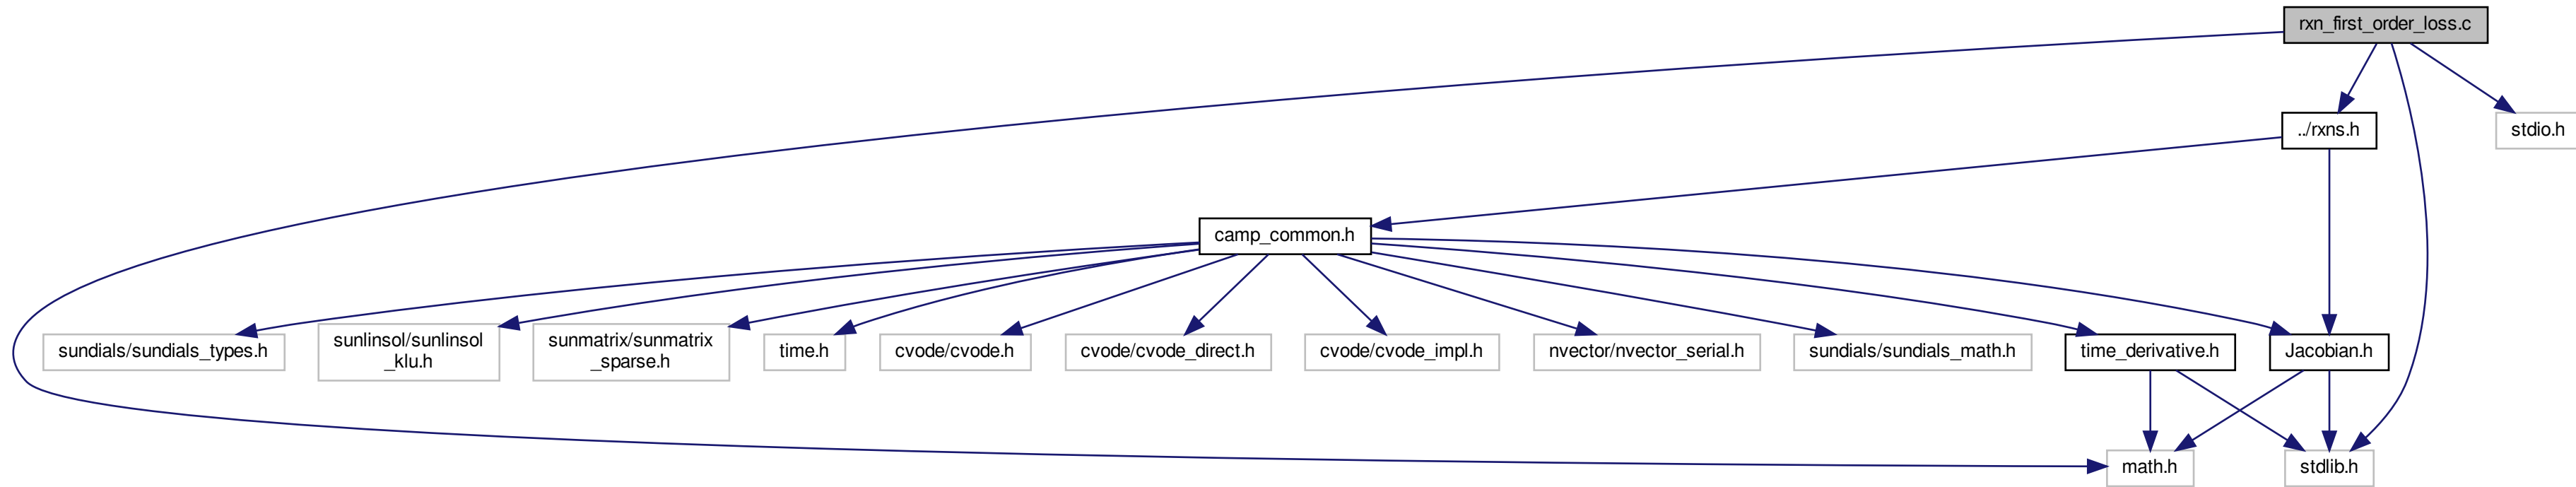 rxn_first_order_loss.c
../rxns.h
stdio.h
camp_common.h
sundials/sundials_types.h
sunlinsol/sunlinsol
_klu.h
sunmatrix/sunmatrix
_sparse.h
time.h
cvode/cvode.h
cvode/cvode_direct.h
cvode/cvode_impl.h
nvector/nvector_serial.h
sundials/sundials_math.h
time_derivative.h
Jacobian.h
math.h
stdlib.h